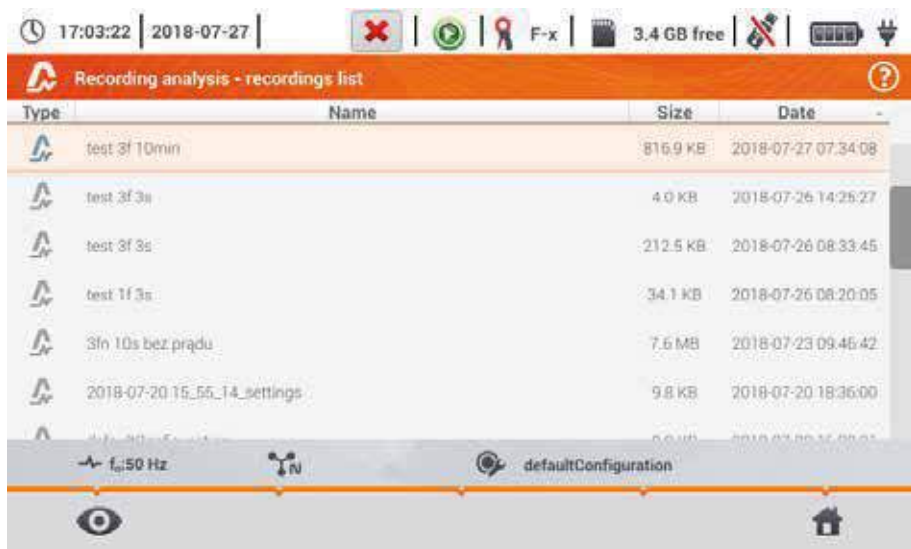 17:03:22 2018-07-27 F-x 3.4 GB free
Recording analysis - recordings list ?
Type Name Size Date
test 3f 10min 816.9 KB 2018-07-27 07:34:08
test 3f 3s 4.0 KB 2018-07-26 14:25:27
test 3f 3s 212.5 KB 2018-07-26 08:33:45
test 1f 3s 34.1 KB 2018-07-26 08:20:05
3fn 10s bez prądu 7.6 MB 2018-07-23 09:46:42
2018-07-20 15_55_14_settings 9.8 KB 2018-07-20 18:36:00
fₙ:50 Hz N defaultConfiguration